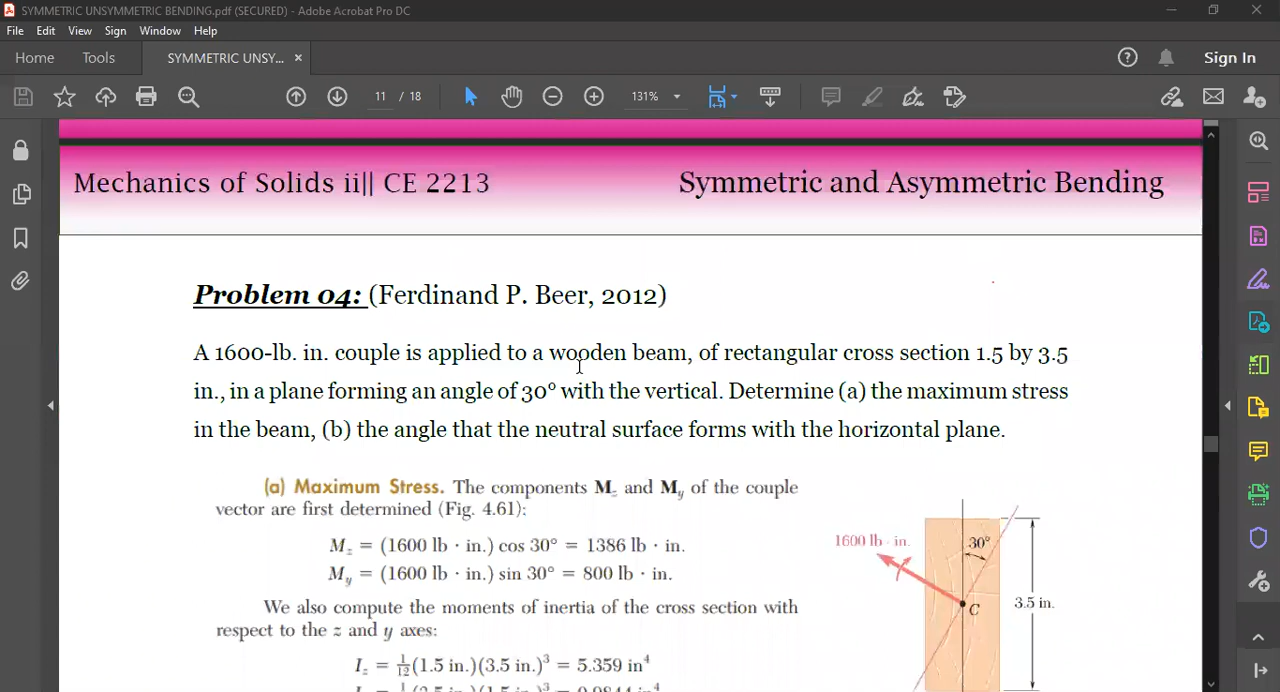 SYMMETRIC UNSYMMETRIC BENDING.pdf (SECURED) - Adobe Acrobat Pro DC
File Edit View Sign Window Help
Home Tools SYMMETRIC UNSY... × Sign In
11 / 18 131%
Mechanics of Solids ii|| CE 2213 Symmetric and Asymmetric Bending
Problem 04: (Ferdinand P. Beer, 2012)
A 1600-lb. in. couple is applied to a wooden beam, of rectangular cross section 1.5 by 3.5
in., in a plane forming an angle of 30° with the vertical. Determine (a) the maximum stress
in the beam, (b) the angle that the neutral surface forms with the horizontal plane.
(a) Maximum Stress. The components Mz and My of the couple
vector are first determined (Fig. 4.61):
Mz = (1600 lb · in.) cos 30° = 1386 lb · in.
My = (1600 lb · in.) sin 30° = 800 lb · in.
We also compute the moments of inertia of the cross section with
respect to the z and y axes:
Iz = 1/12 (1.5 in.)(3.5 in.)³ = 5.359 in⁴
1600 lb · in.
30°
C
3.5 in.